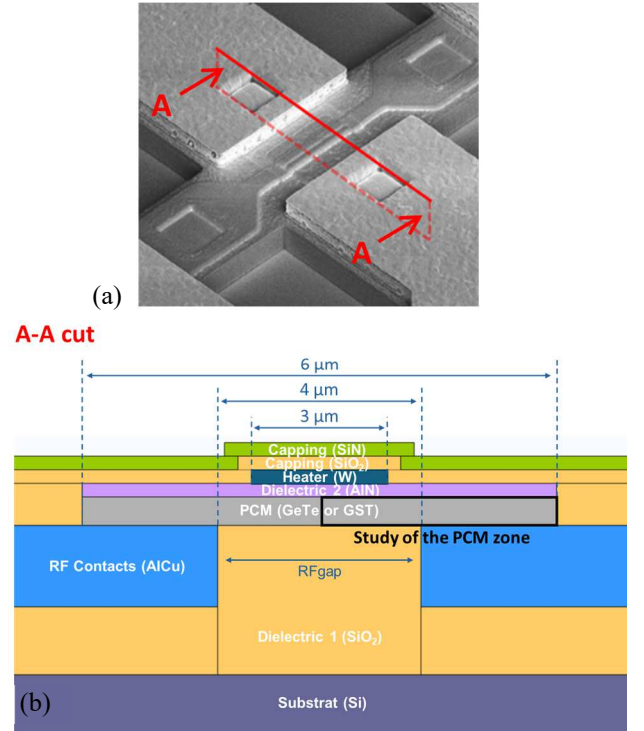 A
A
(a)
A-A cut
6 μm
4 μm
3 μm
Capping (SiN)
Capping (SiO2)
Heater (W)
Dielectric 2 (AlN)
PCM (GeTe or GST)
Study of the PCM zone
RF Contacts (AlCu)
RFgap
Dielectric 1 (SiO2)
(b)
Substrat (Si)